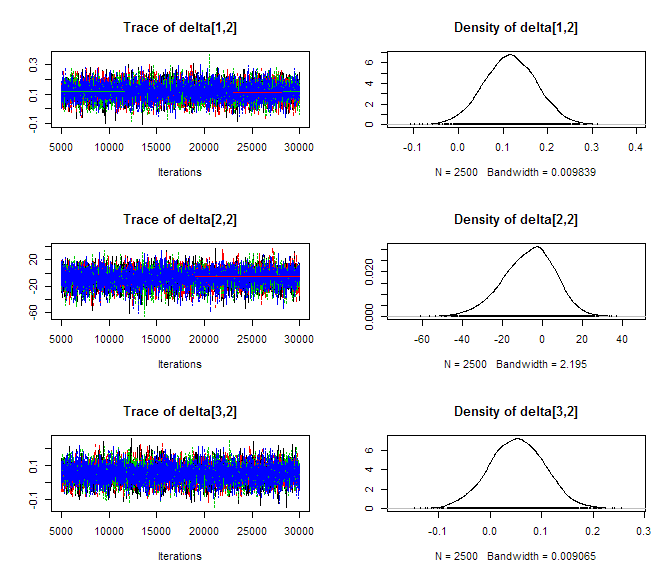 Trace of delta[1,2]
Density of delta[1,2]
-0.1 0.1 0.3
5000 10000 15000 20000 25000 30000
Iterations
0 2 4 6
-0.1 0.0 0.1 0.2 0.3 0.4
N = 2500 Bandwidth = 0.009839
Trace of delta[2,2]
Density of delta[2,2]
-60 -20 20
5000 10000 15000 20000 25000 30000
Iterations
0.000 0.020
-60 -40 -20 0 20 40
N = 2500 Bandwidth = 2.195
Trace of delta[3,2]
Density of delta[3,2]
-0.1 0.1
5000 10000 15000 20000 25000 30000
Iterations
0 2 4 6
-0.1 0.0 0.1 0.2 0.3
N = 2500 Bandwidth = 0.009065